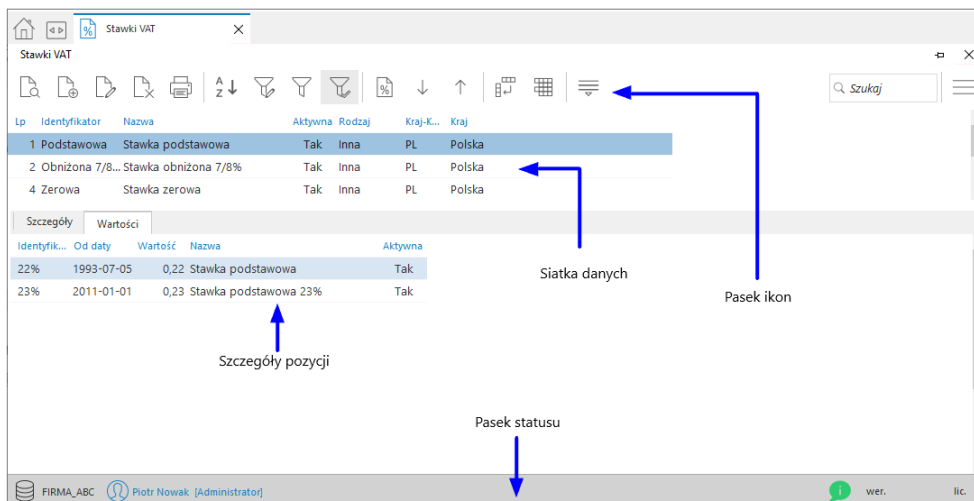 Stawki VAT
Stawki VAT
A
Z
Szukaj
Lp Identyfikator Nazwa Aktywna Rodzaj Kraj-K... Kraj
1 Podstawowa Stawka podstawowa Tak Inna PL Polska
2 Obniżona 7/8... Stawka obniżona 7/8% Tak Inna PL Polska
4 Zerowa Stawka zerowa Tak Inna PL Polska
Szczegóły Wartości
Identyfik... Od daty Wartość Nazwa Aktywna
22% 1993-07-05 0,22 Stawka podstawowa Tak
23% 2011-01-01 0,23 Stawka podstawowa 23% Tak
Siatka danych
Pasek ikon
Szczegóły pozycji
Pasek statusu
FIRMA_ABC Piotr Nowak [Administrator] wer. lic.